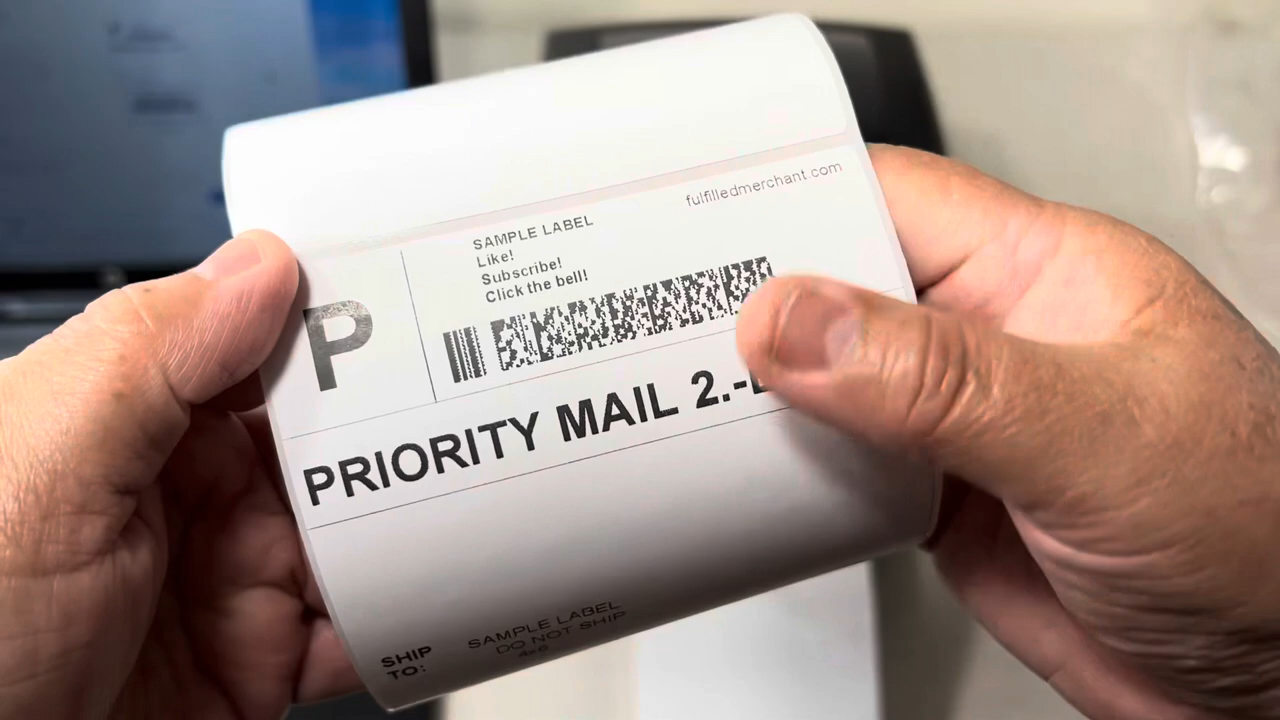 fulfilledmerchant.com
SAMPLE LABEL
Like!
Subscribe!
Click the bell!
P
PRIORITY MAIL 2.-
SHIP
TO:
SAMPLE LABEL
DO NOT SHIP
4x6